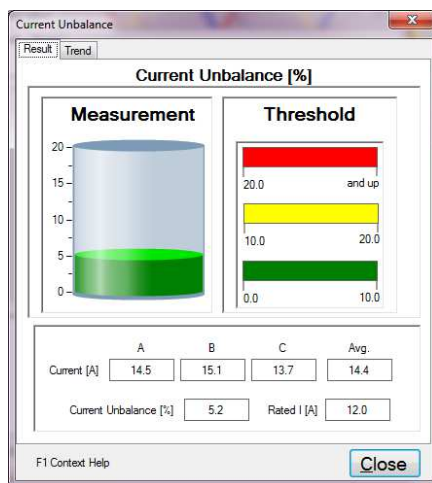 Current Unbalance
Result Trend
Current Unbalance [%]
Measurement
20
15
10
5
0
Threshold
20.0 and up
10.0 20.0
0.0 10.0
A B C Avg.
Current [A] 14.5 15.1 13.7 14.4
Current Unbalance [%] 5.2 Rated I [A] 12.0
F1 Context Help Close